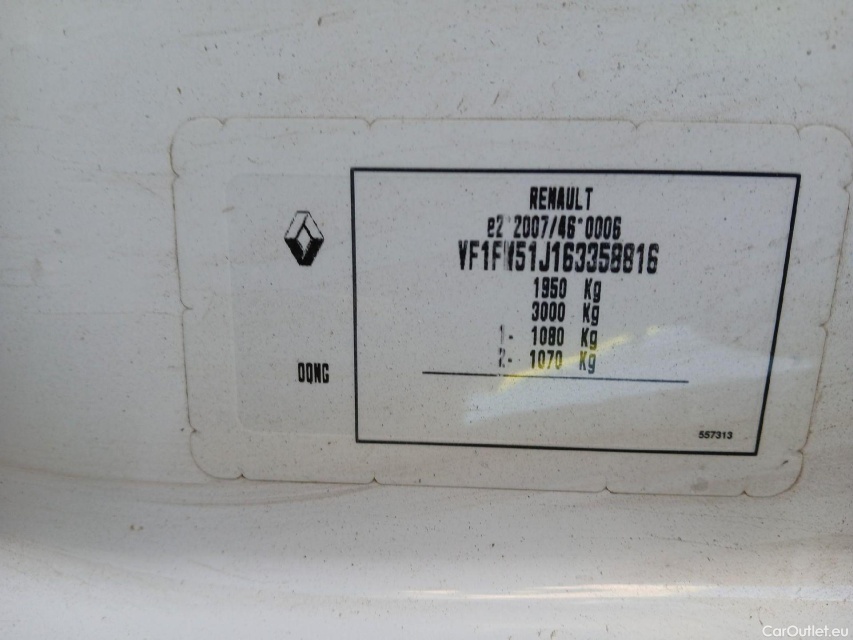 RENAULT
e2*2007/46*0006
VF1FW51J163358816
1950 Kg
3000 Kg
1- 1080 Kg
2- 1070 Kg
OQNG
557313
CarOutlet.eu